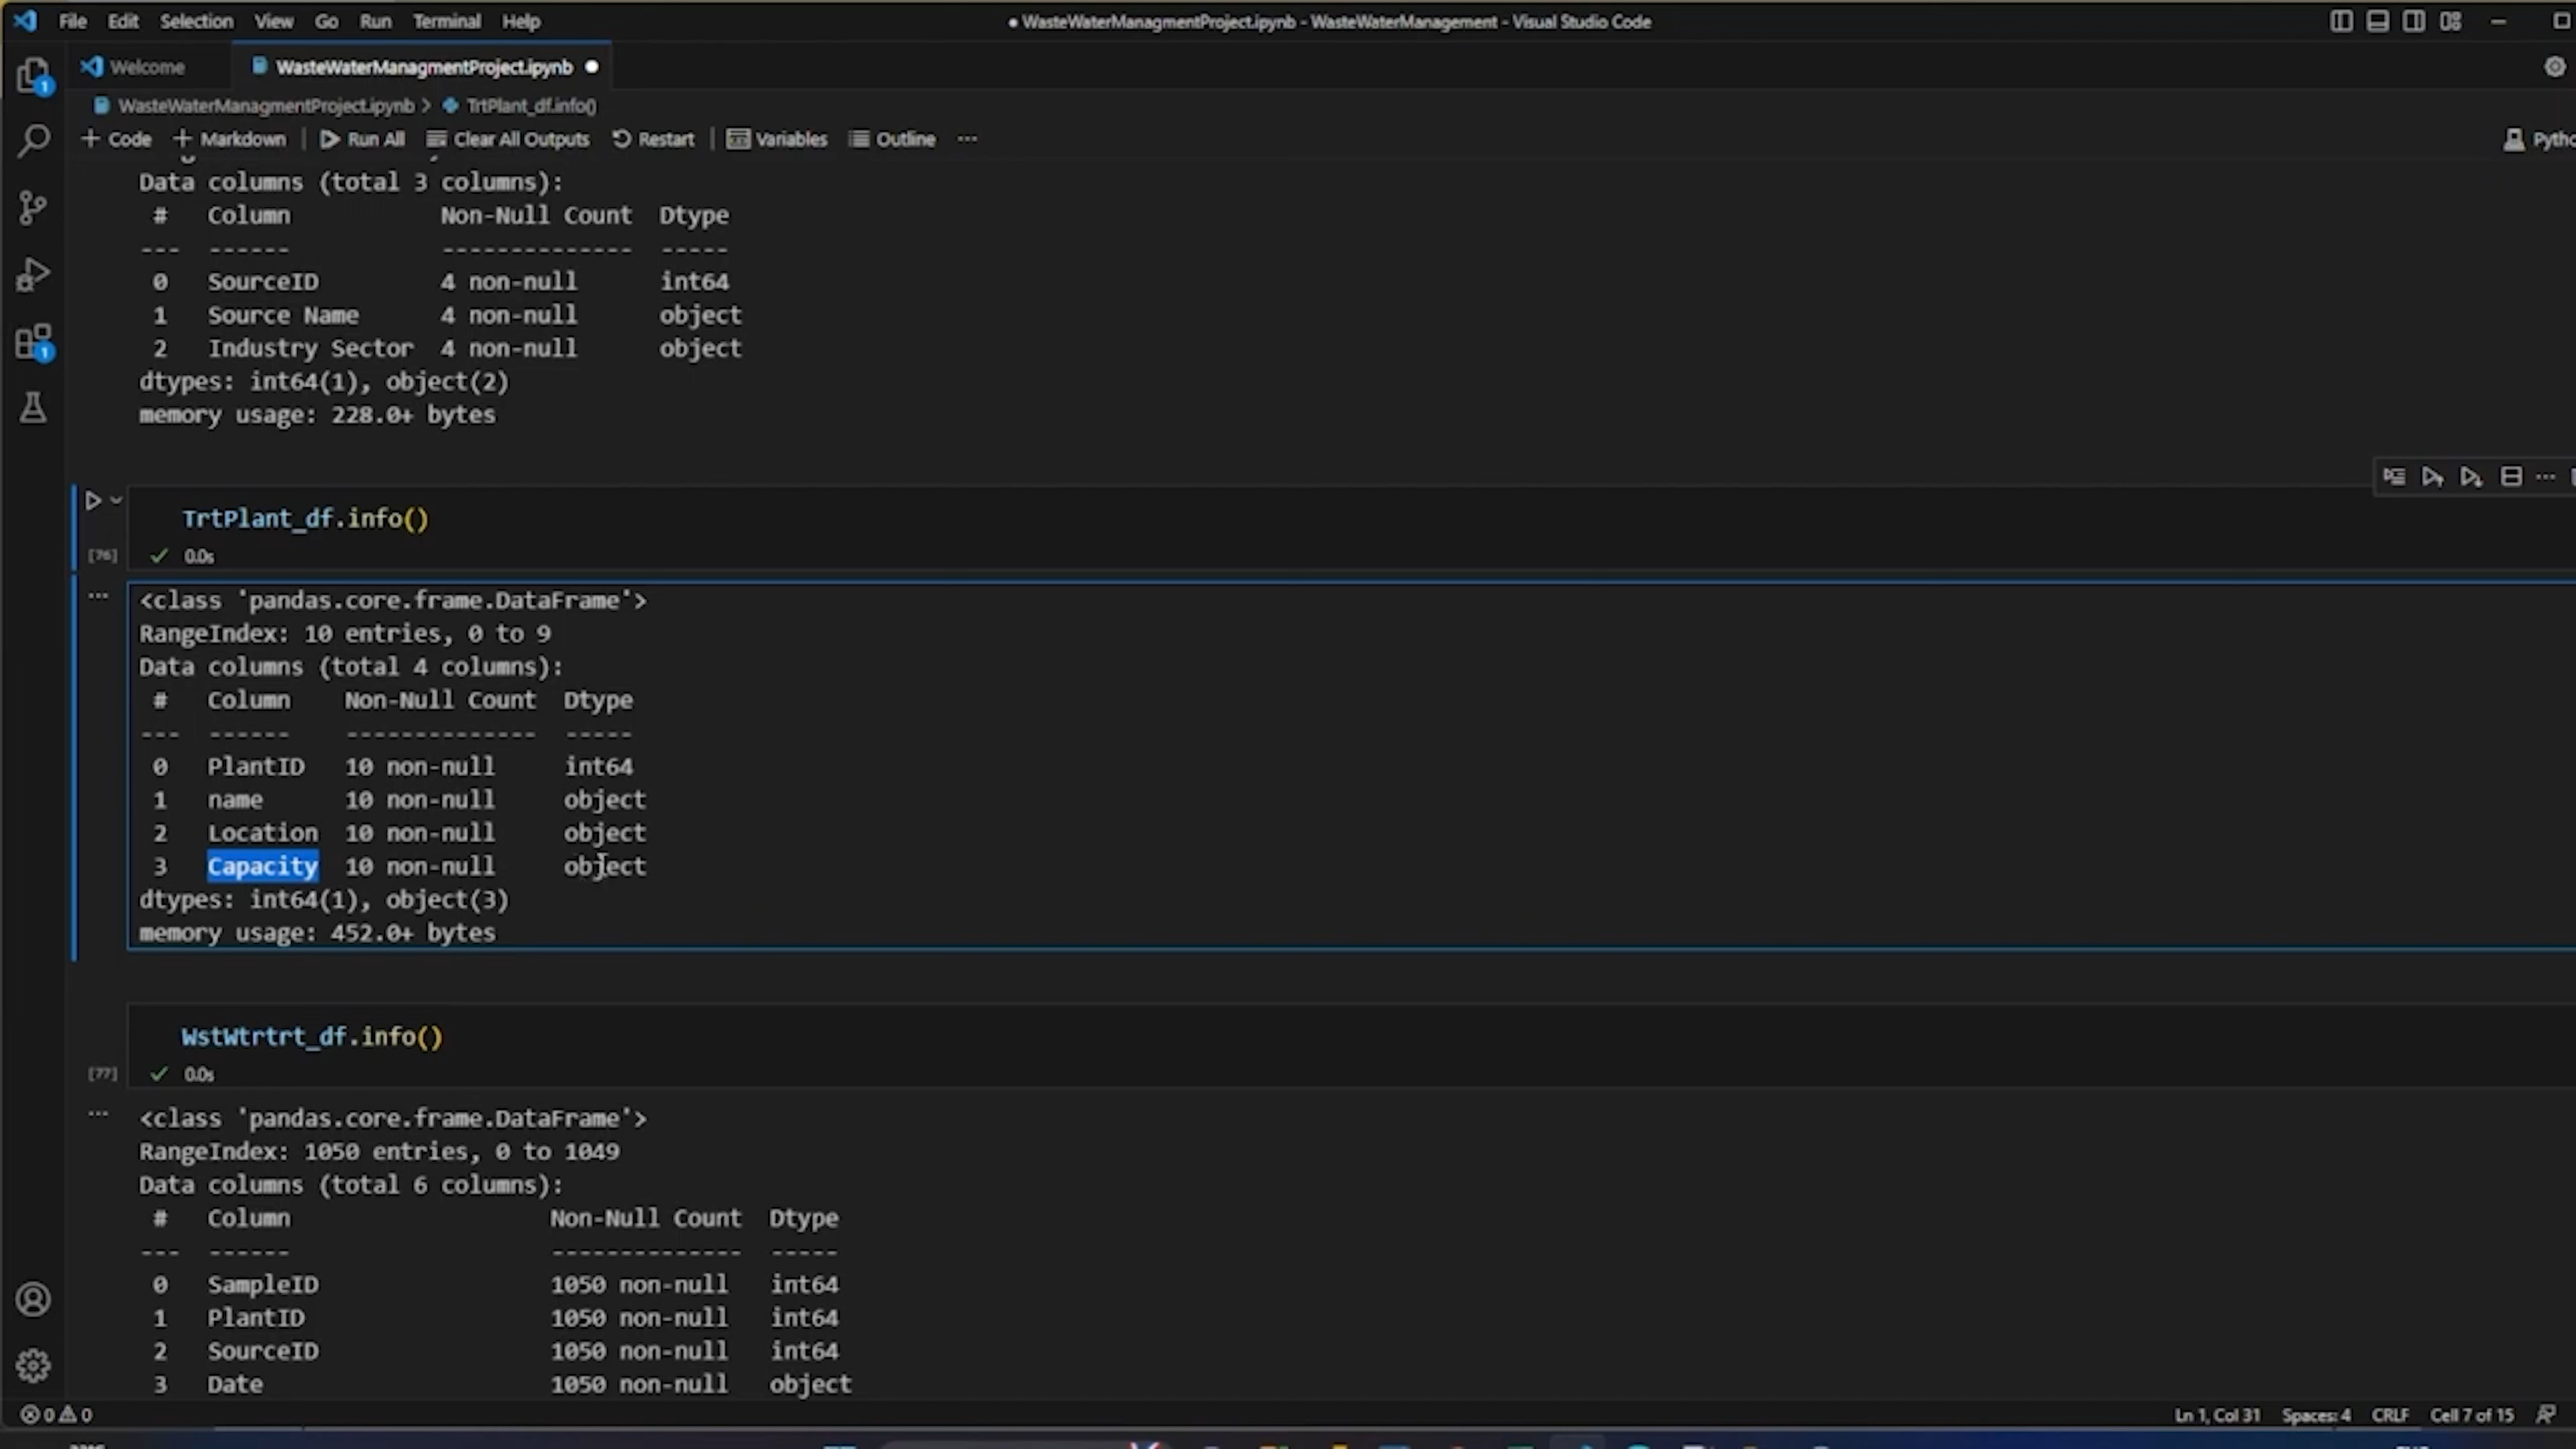 File Edit Selection View Go Run Terminal Help
● WasteWaterManagmentProject.ipynb - WasteWaterManagement - Visual Studio Code
Welcome
WasteWaterManagmentProject.ipynb ●
WasteWaterManagmentProject.ipynb > TrtPlant_df.info()
+ Code + Markdown | Run All Clear All Outputs Restart | Variables Outline ···
Data columns (total 3 columns):
# Column Non-Null Count Dtype
--- ------ -------------- -----
0 SourceID 4 non-null int64
1 Source Name 4 non-null object
2 Industry Sector 4 non-null object
dtypes: int64(1), object(2)
memory usage: 228.0+ bytes
TrtPlant_df.info()
[76] 0.0s
<class 'pandas.core.frame.DataFrame'>
RangeIndex: 10 entries, 0 to 9
Data columns (total 4 columns):
# Column Non-Null Count Dtype
--- ------ -------------- -----
0 PlantID 10 non-null int64
1 name 10 non-null object
2 Location 10 non-null object
3 Capacity 10 non-null object
dtypes: int64(1), object(3)
memory usage: 452.0+ bytes
WstWtrtrt_df.info()
[77] 0.0s
<class 'pandas.core.frame.DataFrame'>
RangeIndex: 1050 entries, 0 to 1049
Data columns (total 6 columns):
# Column Non-Null Count Dtype
--- ------ -------------- -----
0 SampleID 1050 non-null int64
1 PlantID 1050 non-null int64
2 SourceID 1050 non-null int64
3 Date 1050 non-null object
0 0
Ln 1, Col 31 Spaces: 4 CRLF Cell 7 of 15